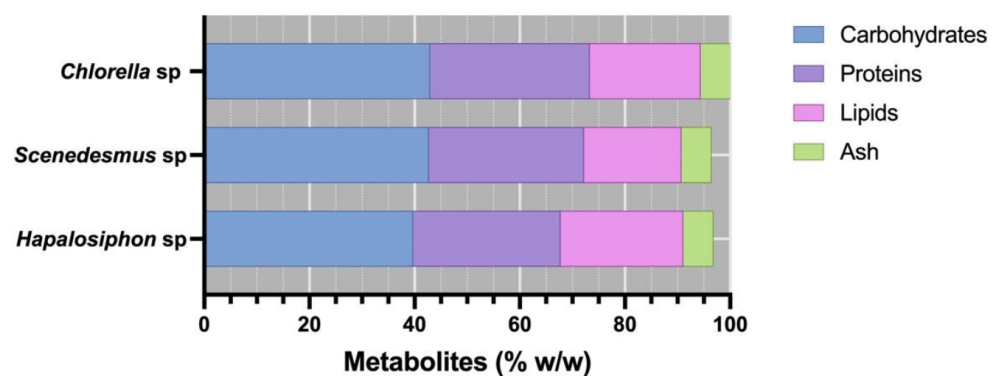 Chlorella sp
Scenedesmus sp
Hapalosiphon sp
0 20 40 60 80 100
Metabolites (% w/w)
Carbohydrates
Proteins
Lipids
Ash